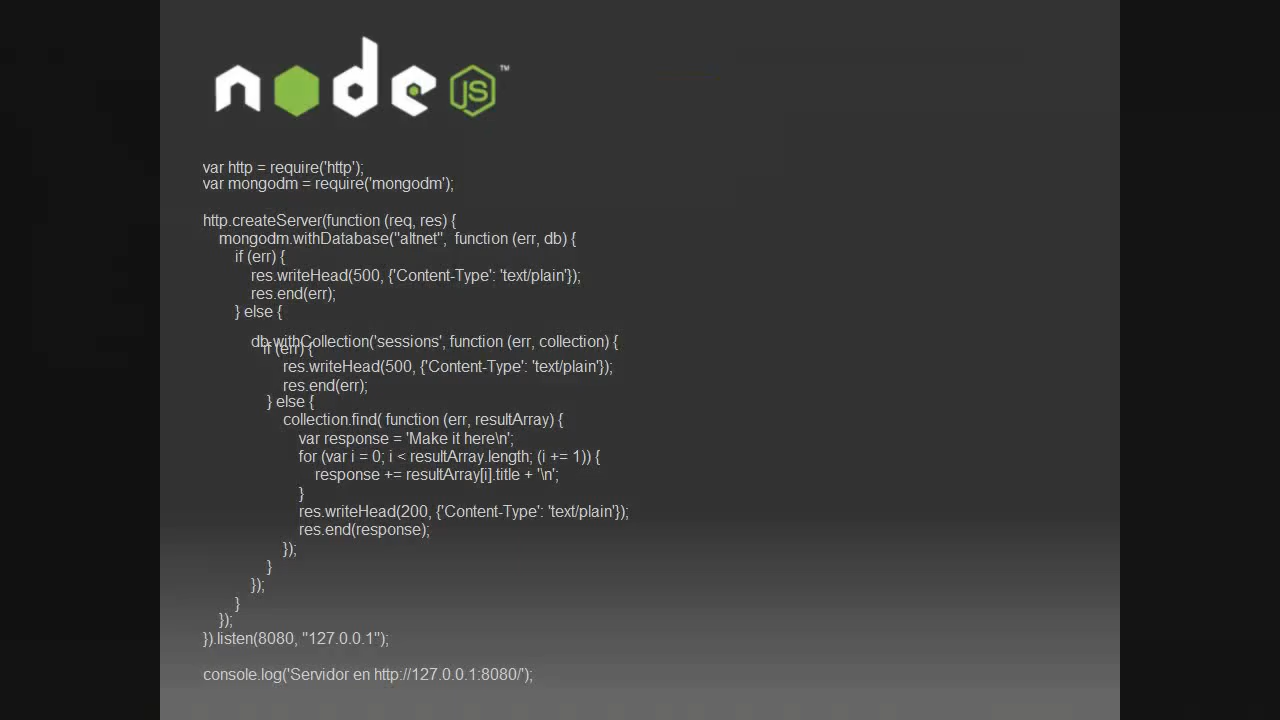 node JS ™
var http = require('http');
var mongodm = require('mongodm');
http.createServer(function (req, res) {
mongodm.withDatabase("altnet", function (err, db) {
if (err) {
res.writeHead(500, {'Content-Type': 'text/plain'});
res.end(err);
} else {
db.withCollection('sessions', function (err, collection) {
if (err) {
res.writeHead(500, {'Content-Type': 'text/plain'});
res.end(err);
} else {
collection.find( function (err, resultArray) {
var response = 'Make it here\n';
for (var i = 0; i < resultArray.length; (i += 1)) {
response += resultArray[i].title + '\n';
}
res.writeHead(200, {'Content-Type': 'text/plain'});
res.end(response);
});
}
});
}
});
}).listen(8080, "127.0.0.1");
console.log('Servidor en http://127.0.0.1:8080/');